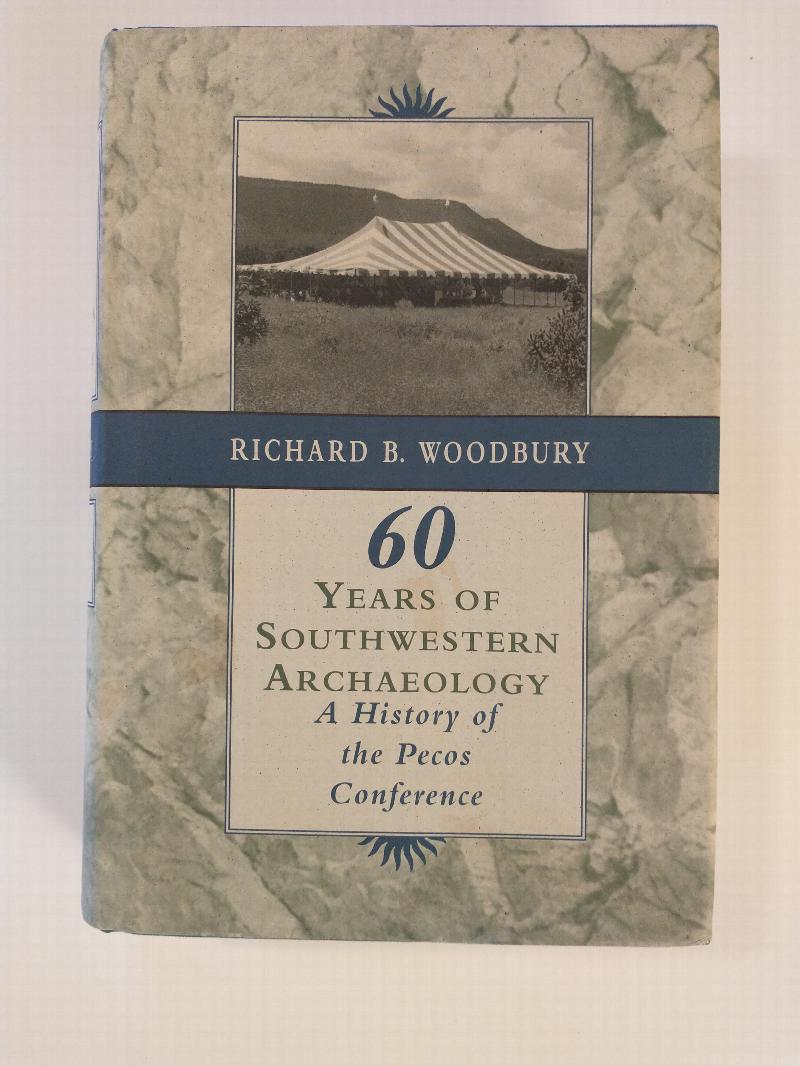 RICHARD B. WOODBURY
60
YEARS OF
SOUTHWESTERN
ARCHAEOLOGY
A History of
the Pecos
Conference